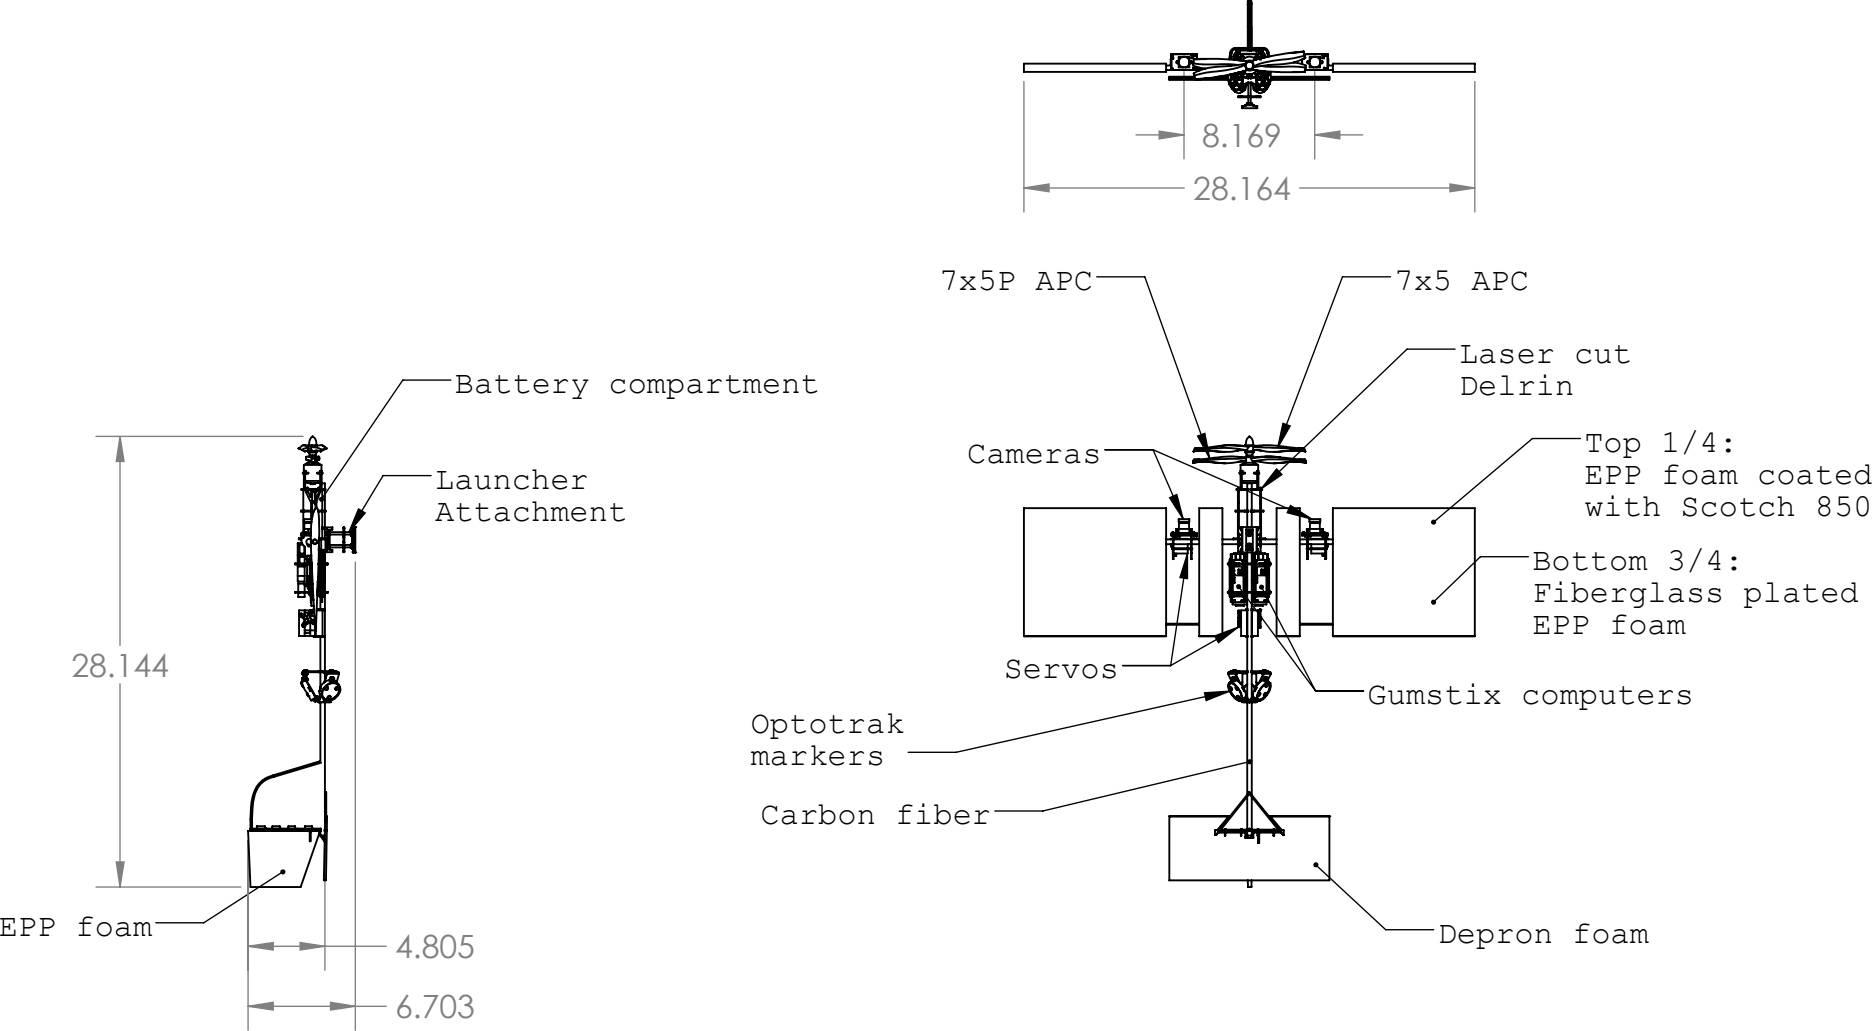 8.169
28.164
7x5P APC
7x5 APC
Laser cut
Delrin
Battery compartment
Cameras
Top 1/4:
EPP foam coated
with Scotch 850
Launcher
Attachment
Bottom 3/4:
Fiberglass plated
EPP foam
28.144
Servos
Gumstix computers
Optotrak
markers
Carbon fiber
EPP foam
Depron foam
4.805
6.703